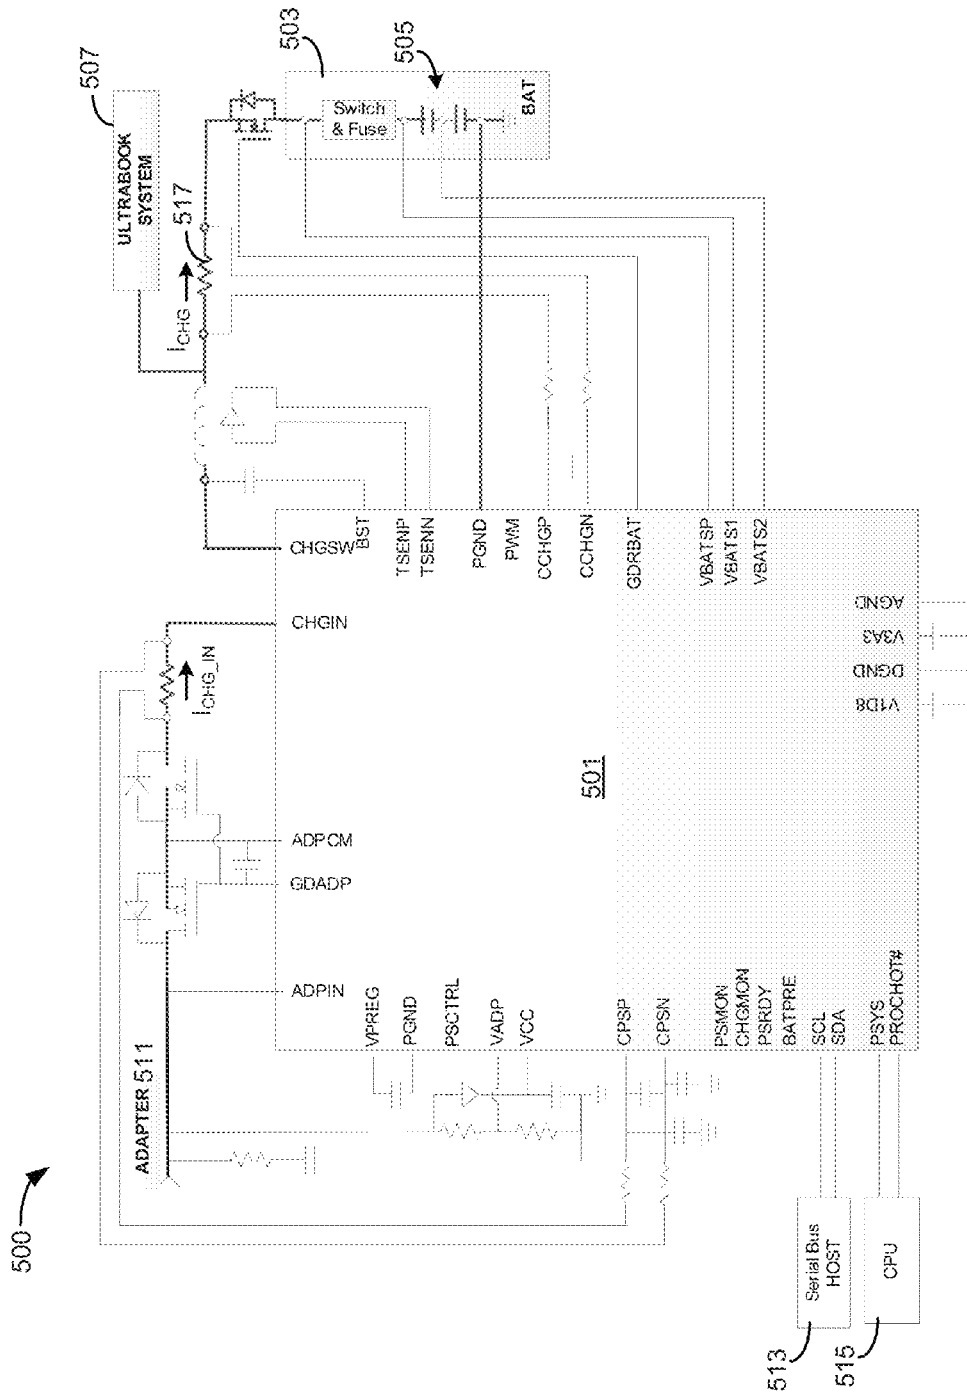 500
ADAPTER 511
ADPIN
GDADP
ADPCM
ICHG_IN
CHGIN
CHGSW
ICHG
517
507
ULTRABOOK
SYSTEM
503
505
Switch
& Fuse
BAT
501
VPREG
PGND
PSCTRL
VADP
VCC
CPSP
CPSN
PSMON
CHGMON
PSRDY
BATPRE
SCL
SDA
PSYS
PROCHOT#
BST
TSENP
TSENN
PGND
PWM
CCHGP
CCHGN
GDRBAT
VBATSP
VBATS1
VBATS2
V1D8
DGND
V3A3
AGND
Serial Bus
HOST
513
CPU
515